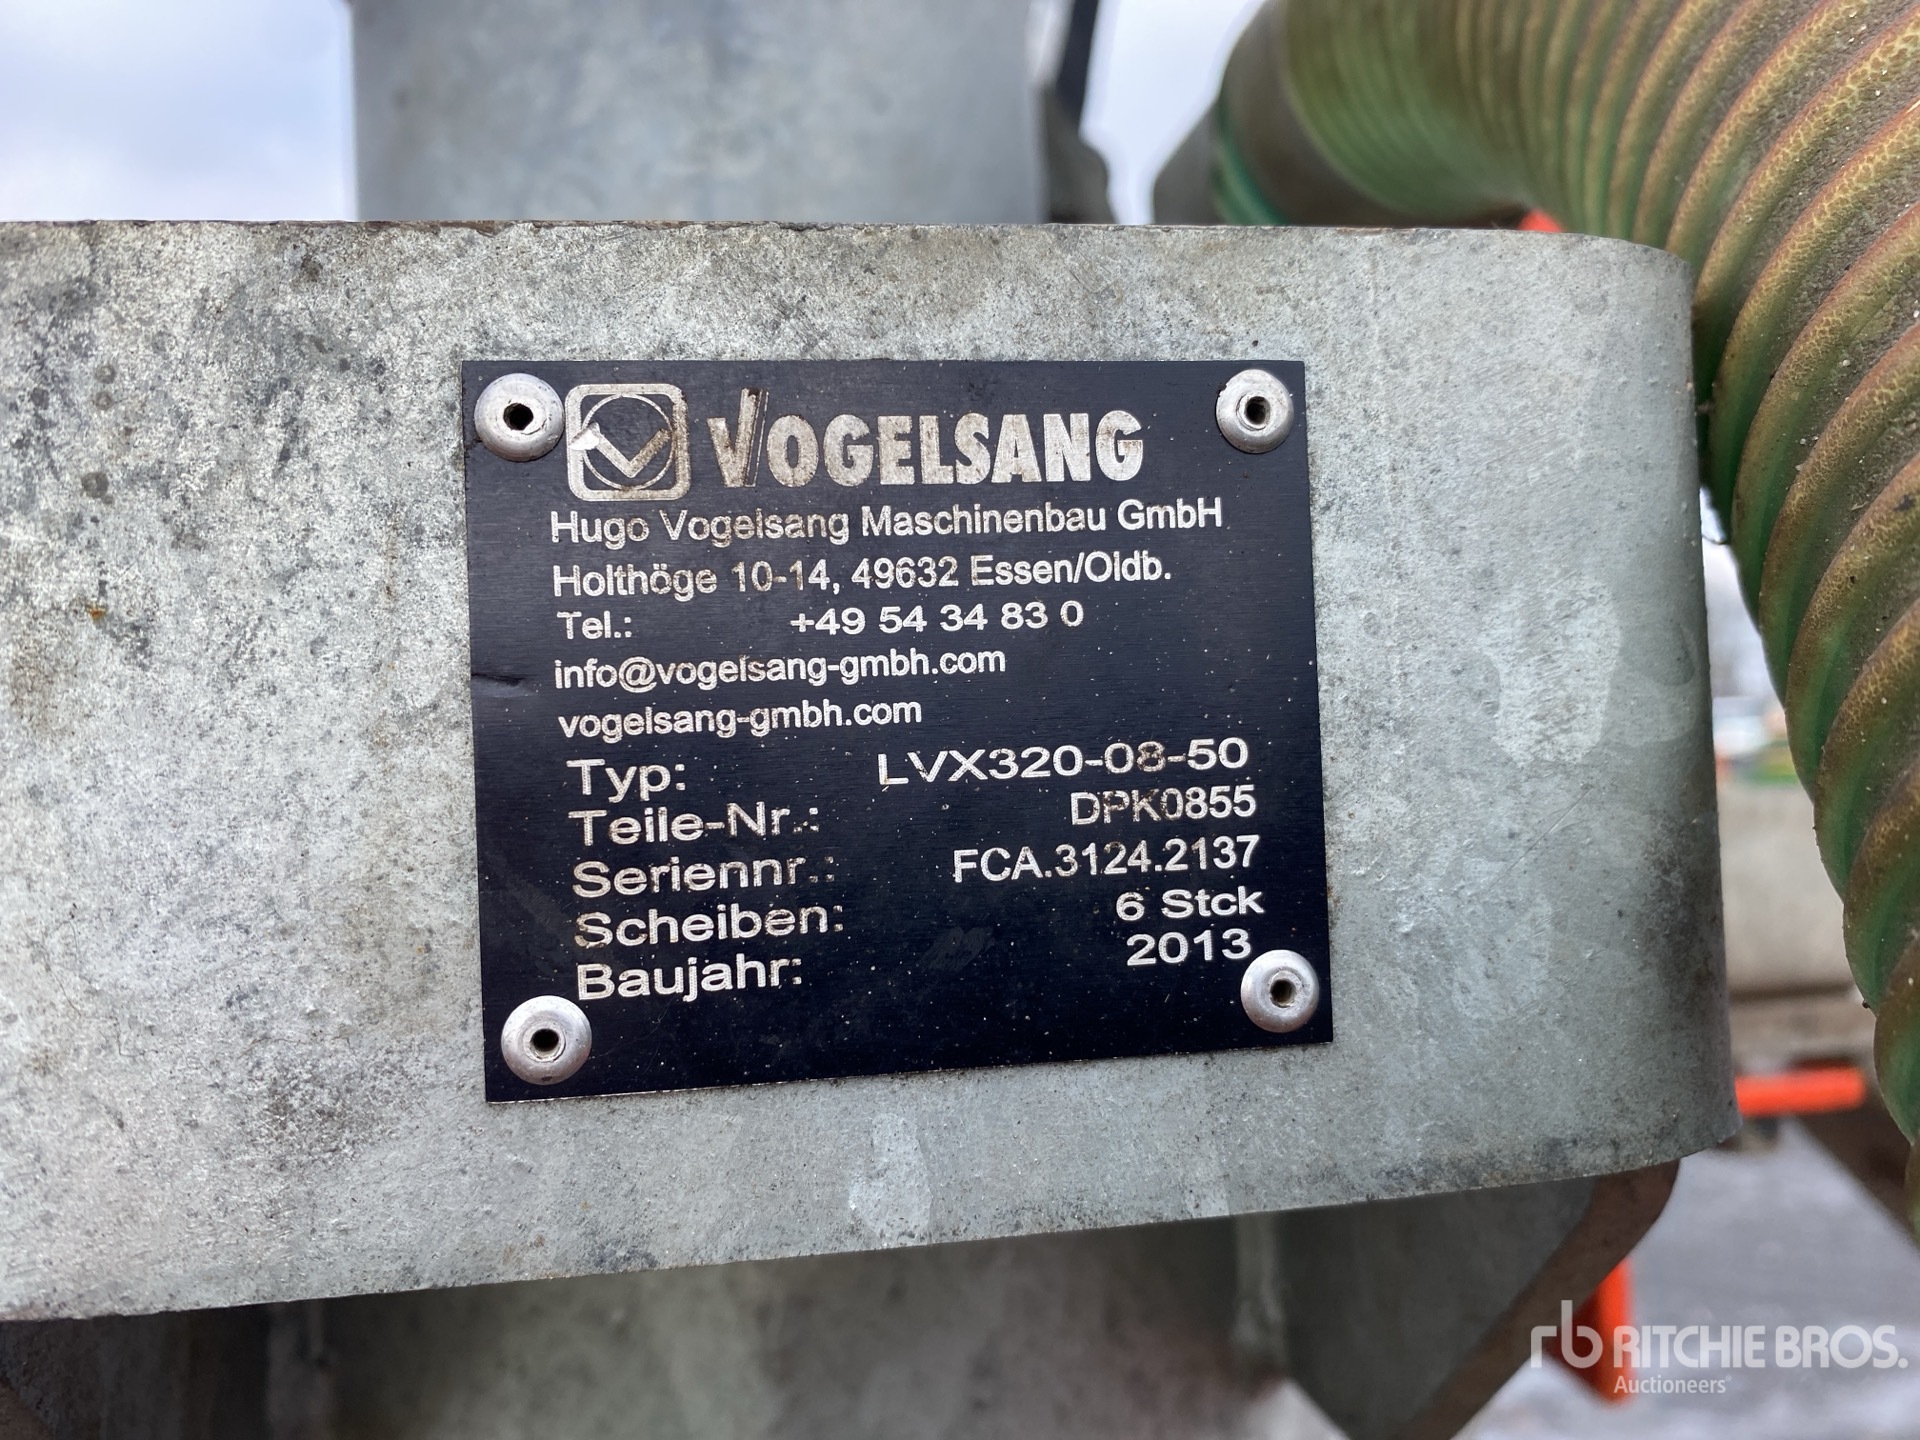 VOGELSANG
Hugo Vogelsang Maschinenbau GmbH
Holthöge 10-14, 49632 Essen/Oldb.
Tel.: +49 54 34 83 0
info@vogelsang-gmbh.com
vogelsang-gmbh.com
Typ: LVX320-08-50
Teile-Nr.: DPK0855
Seriennr.: FCA.3124.2137
Scheiben: 6 Stck
Baujahr: 2013
rb RITCHIE BROS.
Auctioneers